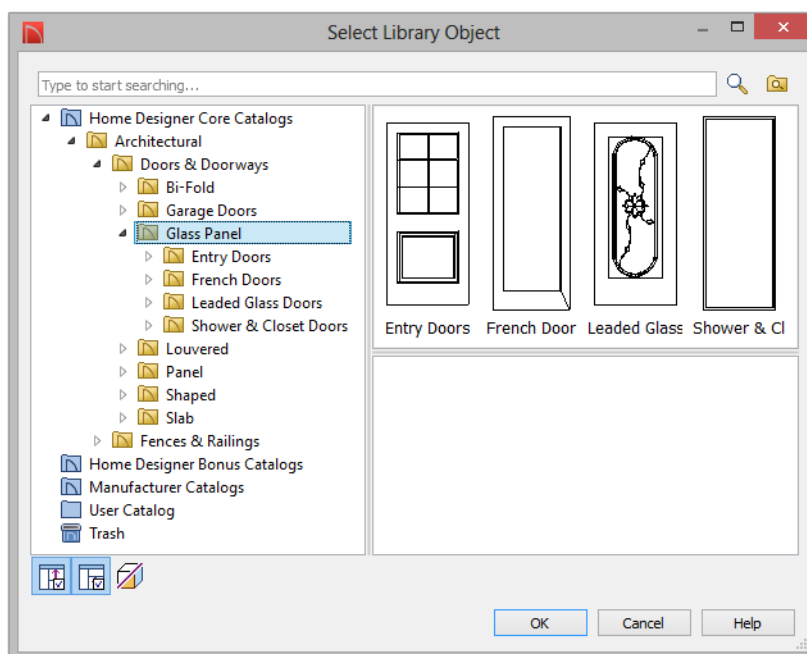 Select Library Object
Type to start searching...
Home Designer Core Catalogs
Architectural
Doors & Doorways
Bi-Fold
Garage Doors
Glass Panel
Entry Doors
French Doors
Leaded Glass Doors
Shower & Closet Doors
Louvered
Panel
Shaped
Slab
Fences & Railings
Home Designer Bonus Catalogs
Manufacturer Catalogs
User Catalog
Trash
Entry Doors French Door Leaded Glass Shower & Cl
OK Cancel Help